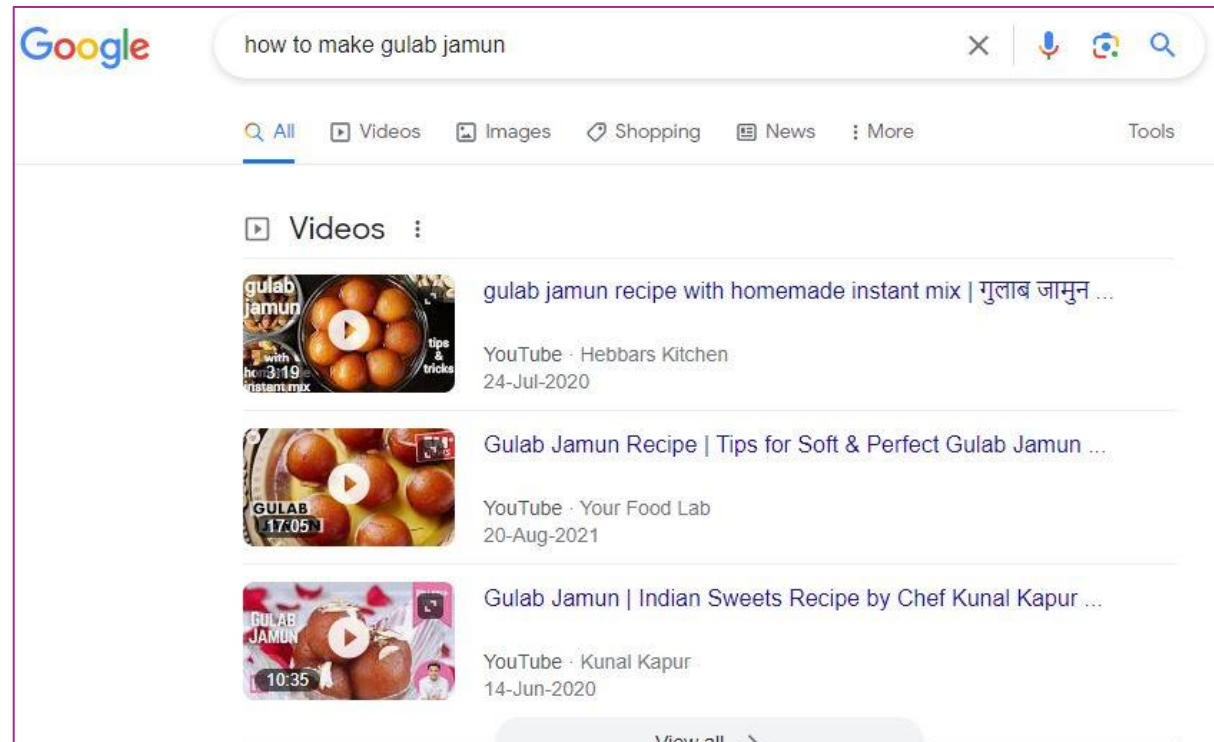 Google
how to make gulab jamun
All Videos Images Shopping News More Tools
Videos
gulab
jamun
with
instant mix
tips
&
tricks
3:19
gulab jamun recipe with homemade instant mix | गुलाब जामुन ...
YouTube · Hebbars Kitchen
24-Jul-2020
GULAB
17:05
Gulab Jamun Recipe | Tips for Soft & Perfect Gulab Jamun ...
YouTube · Your Food Lab
20-Aug-2021
GULAB
JAMUN
10:35
Gulab Jamun | Indian Sweets Recipe by Chef Kunal Kapur ...
YouTube · Kunal Kapur
14-Jun-2020
View all